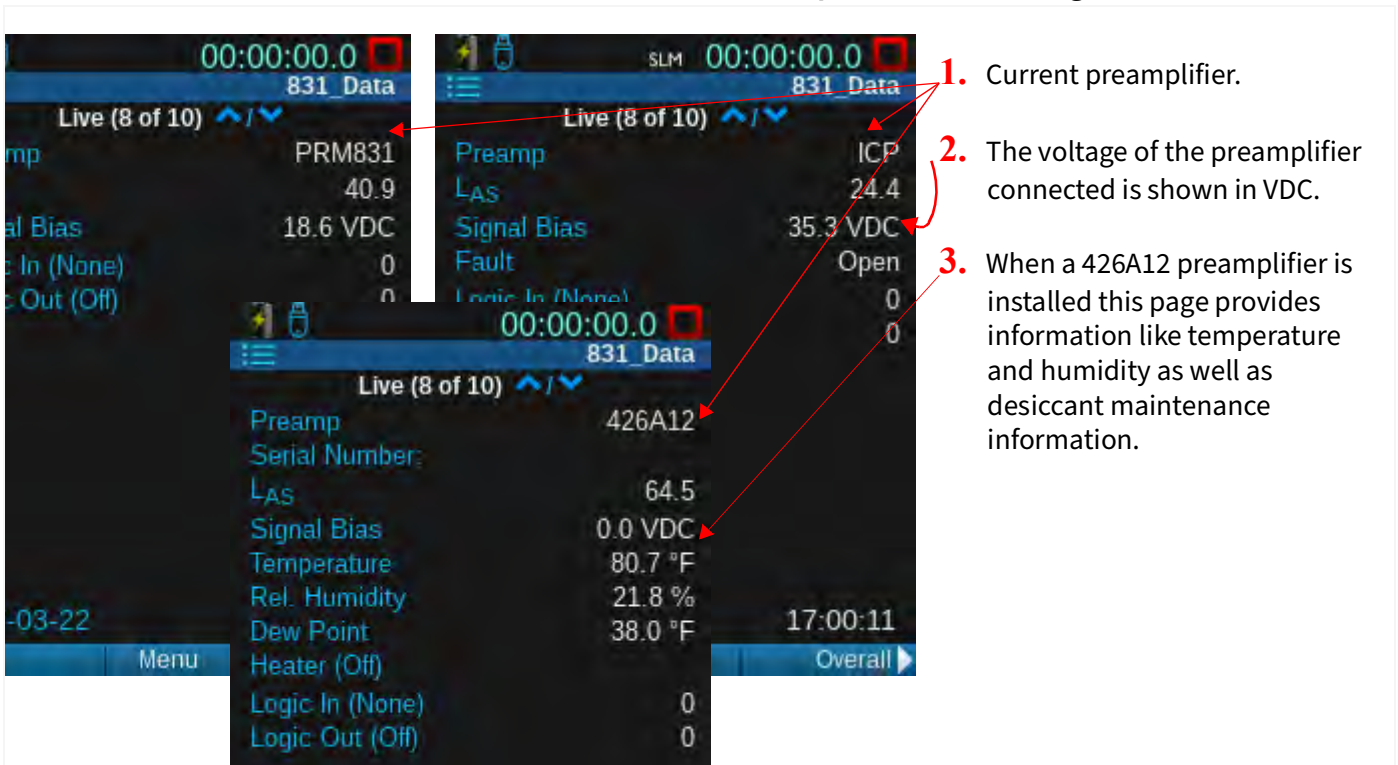 00:00:00.0
831_Data
Live (8 of 10) /
mp PRM831
40.9
al Bias 18.6 VDC
c In (None) 0
c Out (Off) 0
-03-22
Menu
SLM 00:00:00.0
831_Data
Live (8 of 10) /
Preamp ICP
LAS 24.4
Signal Bias 35.3 VDC
Fault Open
Logic In (None) 0
0
17:00:11
Overall
00:00:00.0
831_Data
Live (8 of 10) /
Preamp 426A12
Serial Number:
LAS 64.5
Signal Bias 0.0 VDC
Temperature 80.7 °F
Rel. Humidity 21.8 %
Dew Point 38.0 °F
Heater (Off)
Logic In (None) 0
Logic Out (Off) 0
1. Current preamplifier.
2. The voltage of the preamplifier
connected is shown in VDC.
3. When a 426A12 preamplifier is
installed this page provides
information like temperature
and humidity as well as
desiccant maintenance
information.